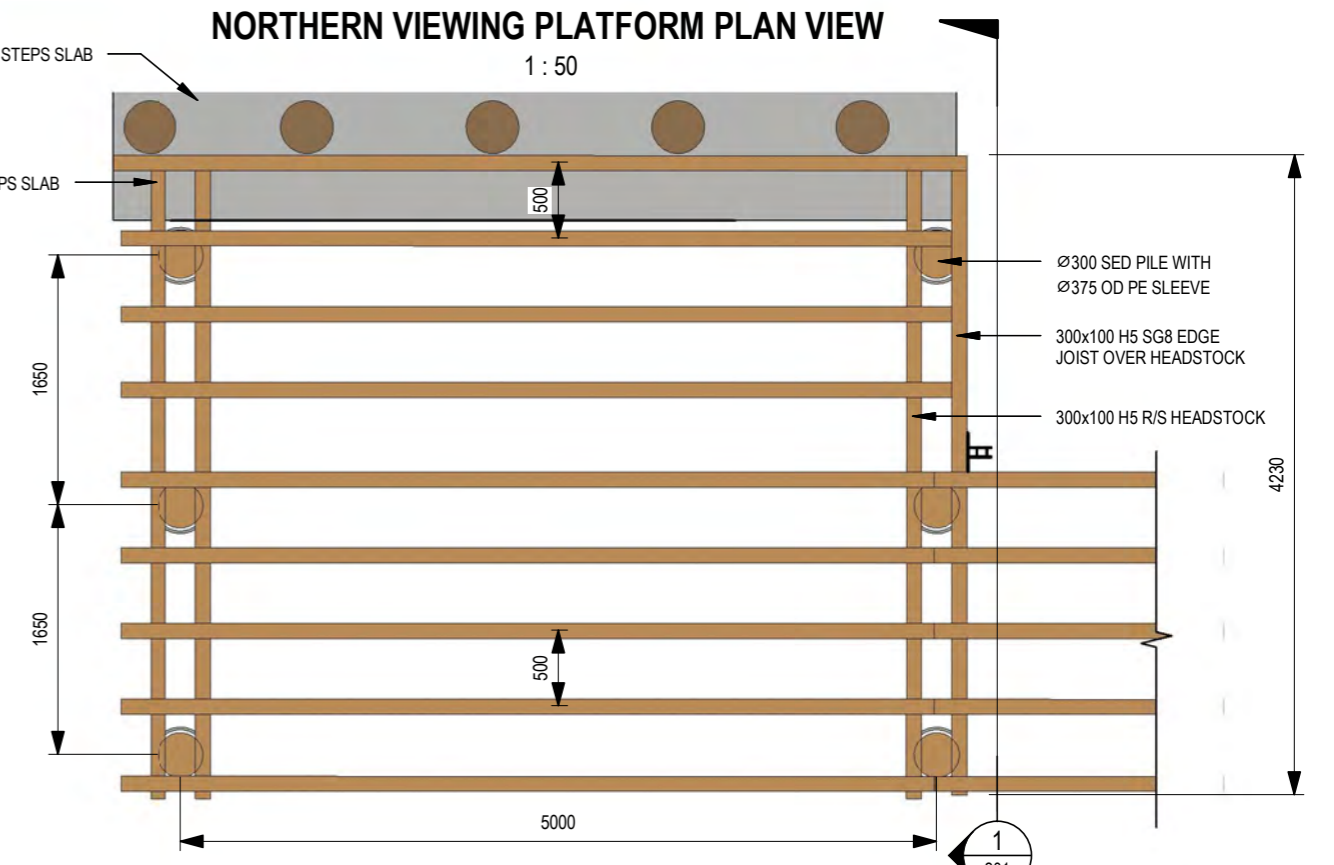 NORTHERN VIEWING PLATFORM PLAN VIEW
1 : 50
STEPS SLAB
SLAB
500
1650
1650
500
5000
Ø300 SED PILE WITH
Ø375 OD PE SLEEVE
300x100 H5 SG8 EDGE
JOIST OVER HEADSTOCK
300x100 H5 R/S HEADSTOCK
4230
1